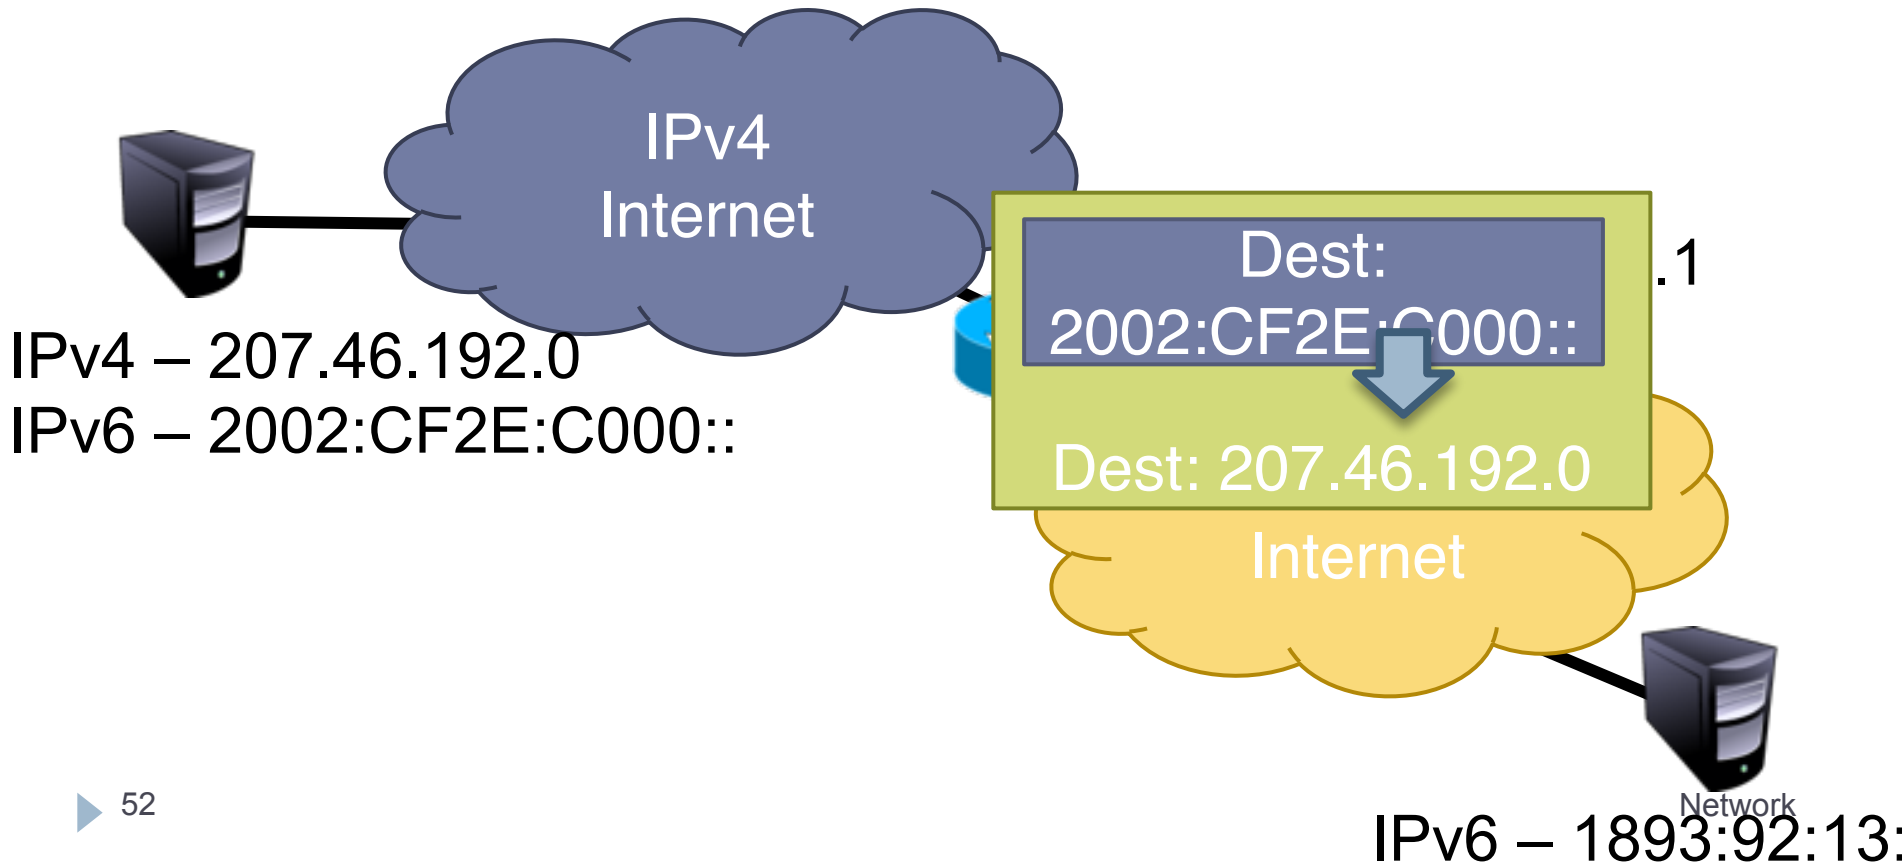 IPv4
Internet
Dest:
2002:CF2E:C000::
.1
IPv4 – 207.46.192.0
IPv6 – 2002:CF2E:C000::
Dest: 207.46.192.0
Internet
52
Network
IPv6 – 1893:92:13: